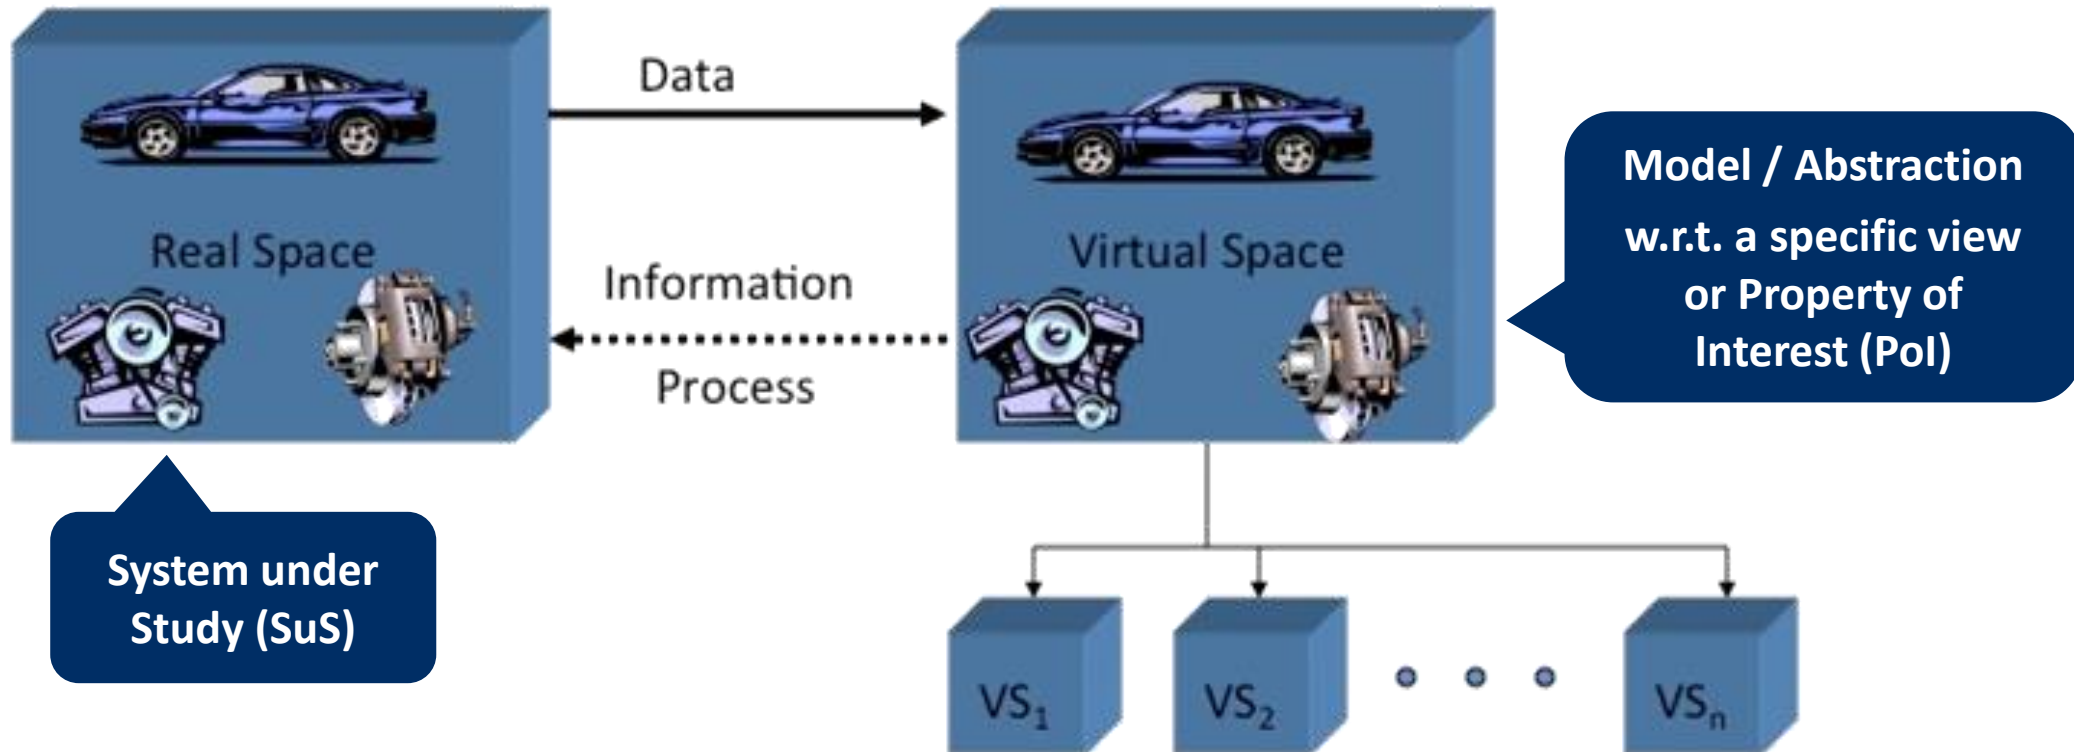 Data
Real Space
Information
Process
Virtual Space
Model / Abstraction
w.r.t. a specific view
or Property of
Interest (PoI)
System under
Study (SuS)
VS₁
VS₂
VSₙ